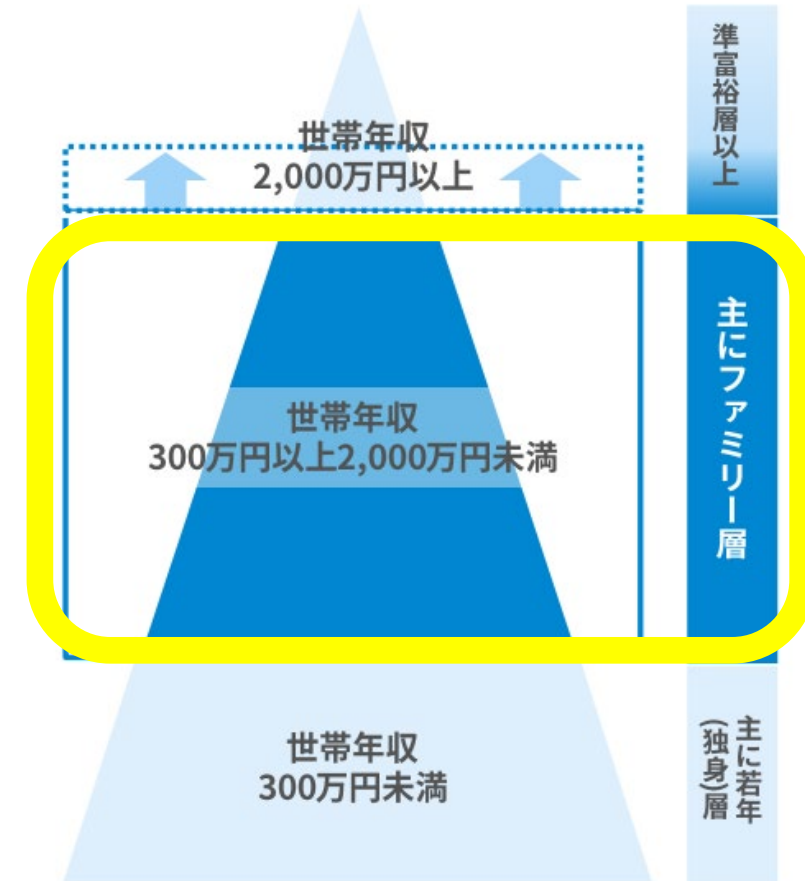 世帯年収
2,000万円以上
準富裕層以上
世帯年収
300万円以上2,000万円未満
主にファミリー層
世帯年収
300万円未満
主に若年
(独身)層